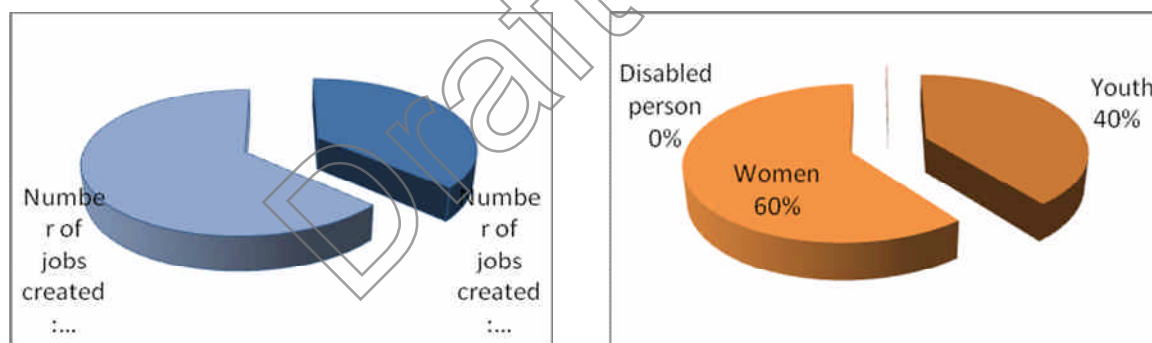 Draft
Numbe
r of
jobs
created
:...
Numbe
r of
jobs
created
:...
Disabled
person
0%
Women
60%
Youth
40%